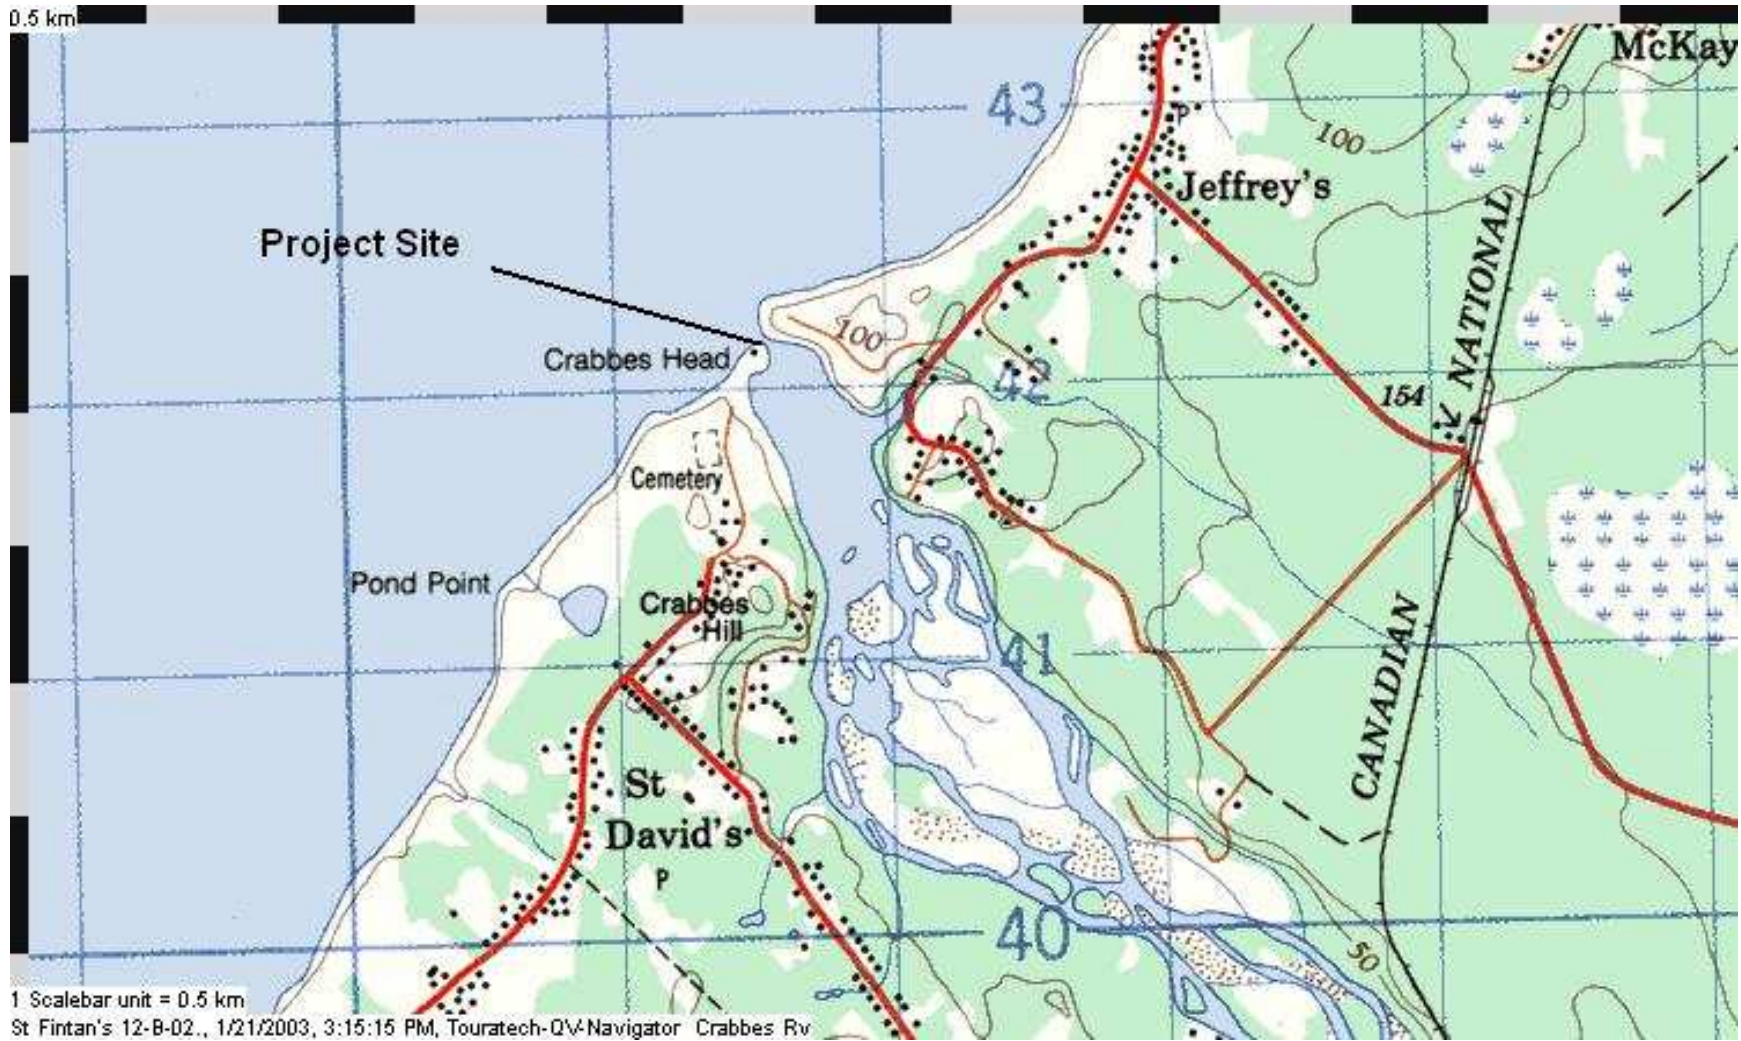 0.5 km
McKay
43
P
100
Jeffrey's
Project Site
NATIONAL
100
Crabbes Head
42
154
Cemetery
Pond Point
Crabbes
Hill
41
CANADIAN
St
David's
P
40
50
1 Scalebar unit = 0.5 km
St Fintan's 12-B-02., 1/21/2003, 3:15:15 PM, Touratech-QV-Navigator Crabbes Rv